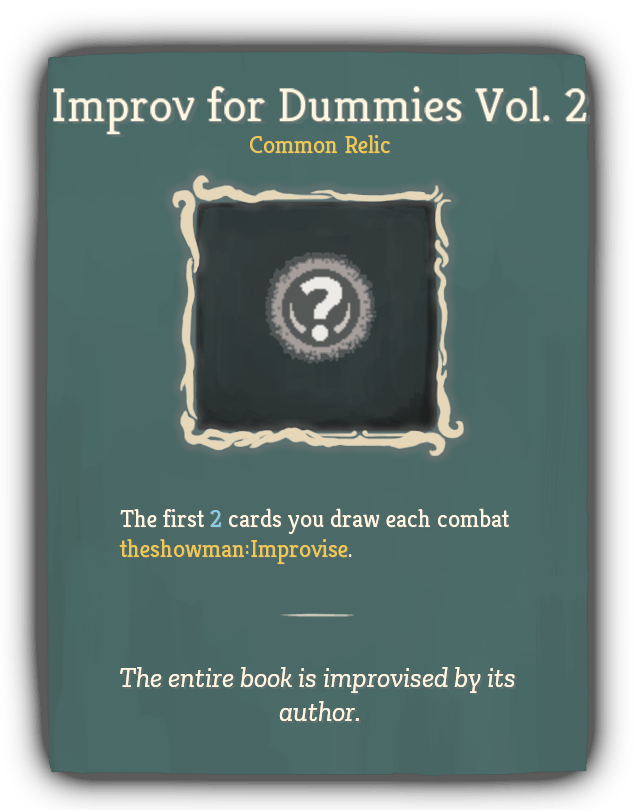 Improv for Dummies Vol. 2
Common Relic
?
The first 2 cards you draw each combat
theshowman:Improvise.
The entire book is improvised by its
author.